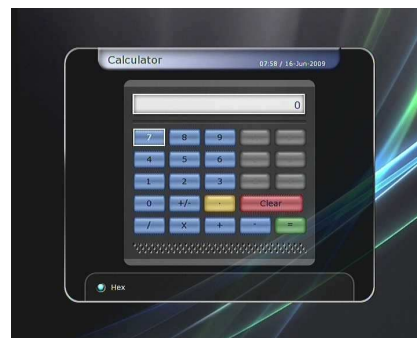 Calculator 07:58 / 16-Jun-2009
0
7 8 9
4 5 6
1 2 3
0 +/- . Clear
/ X + - =
Hex